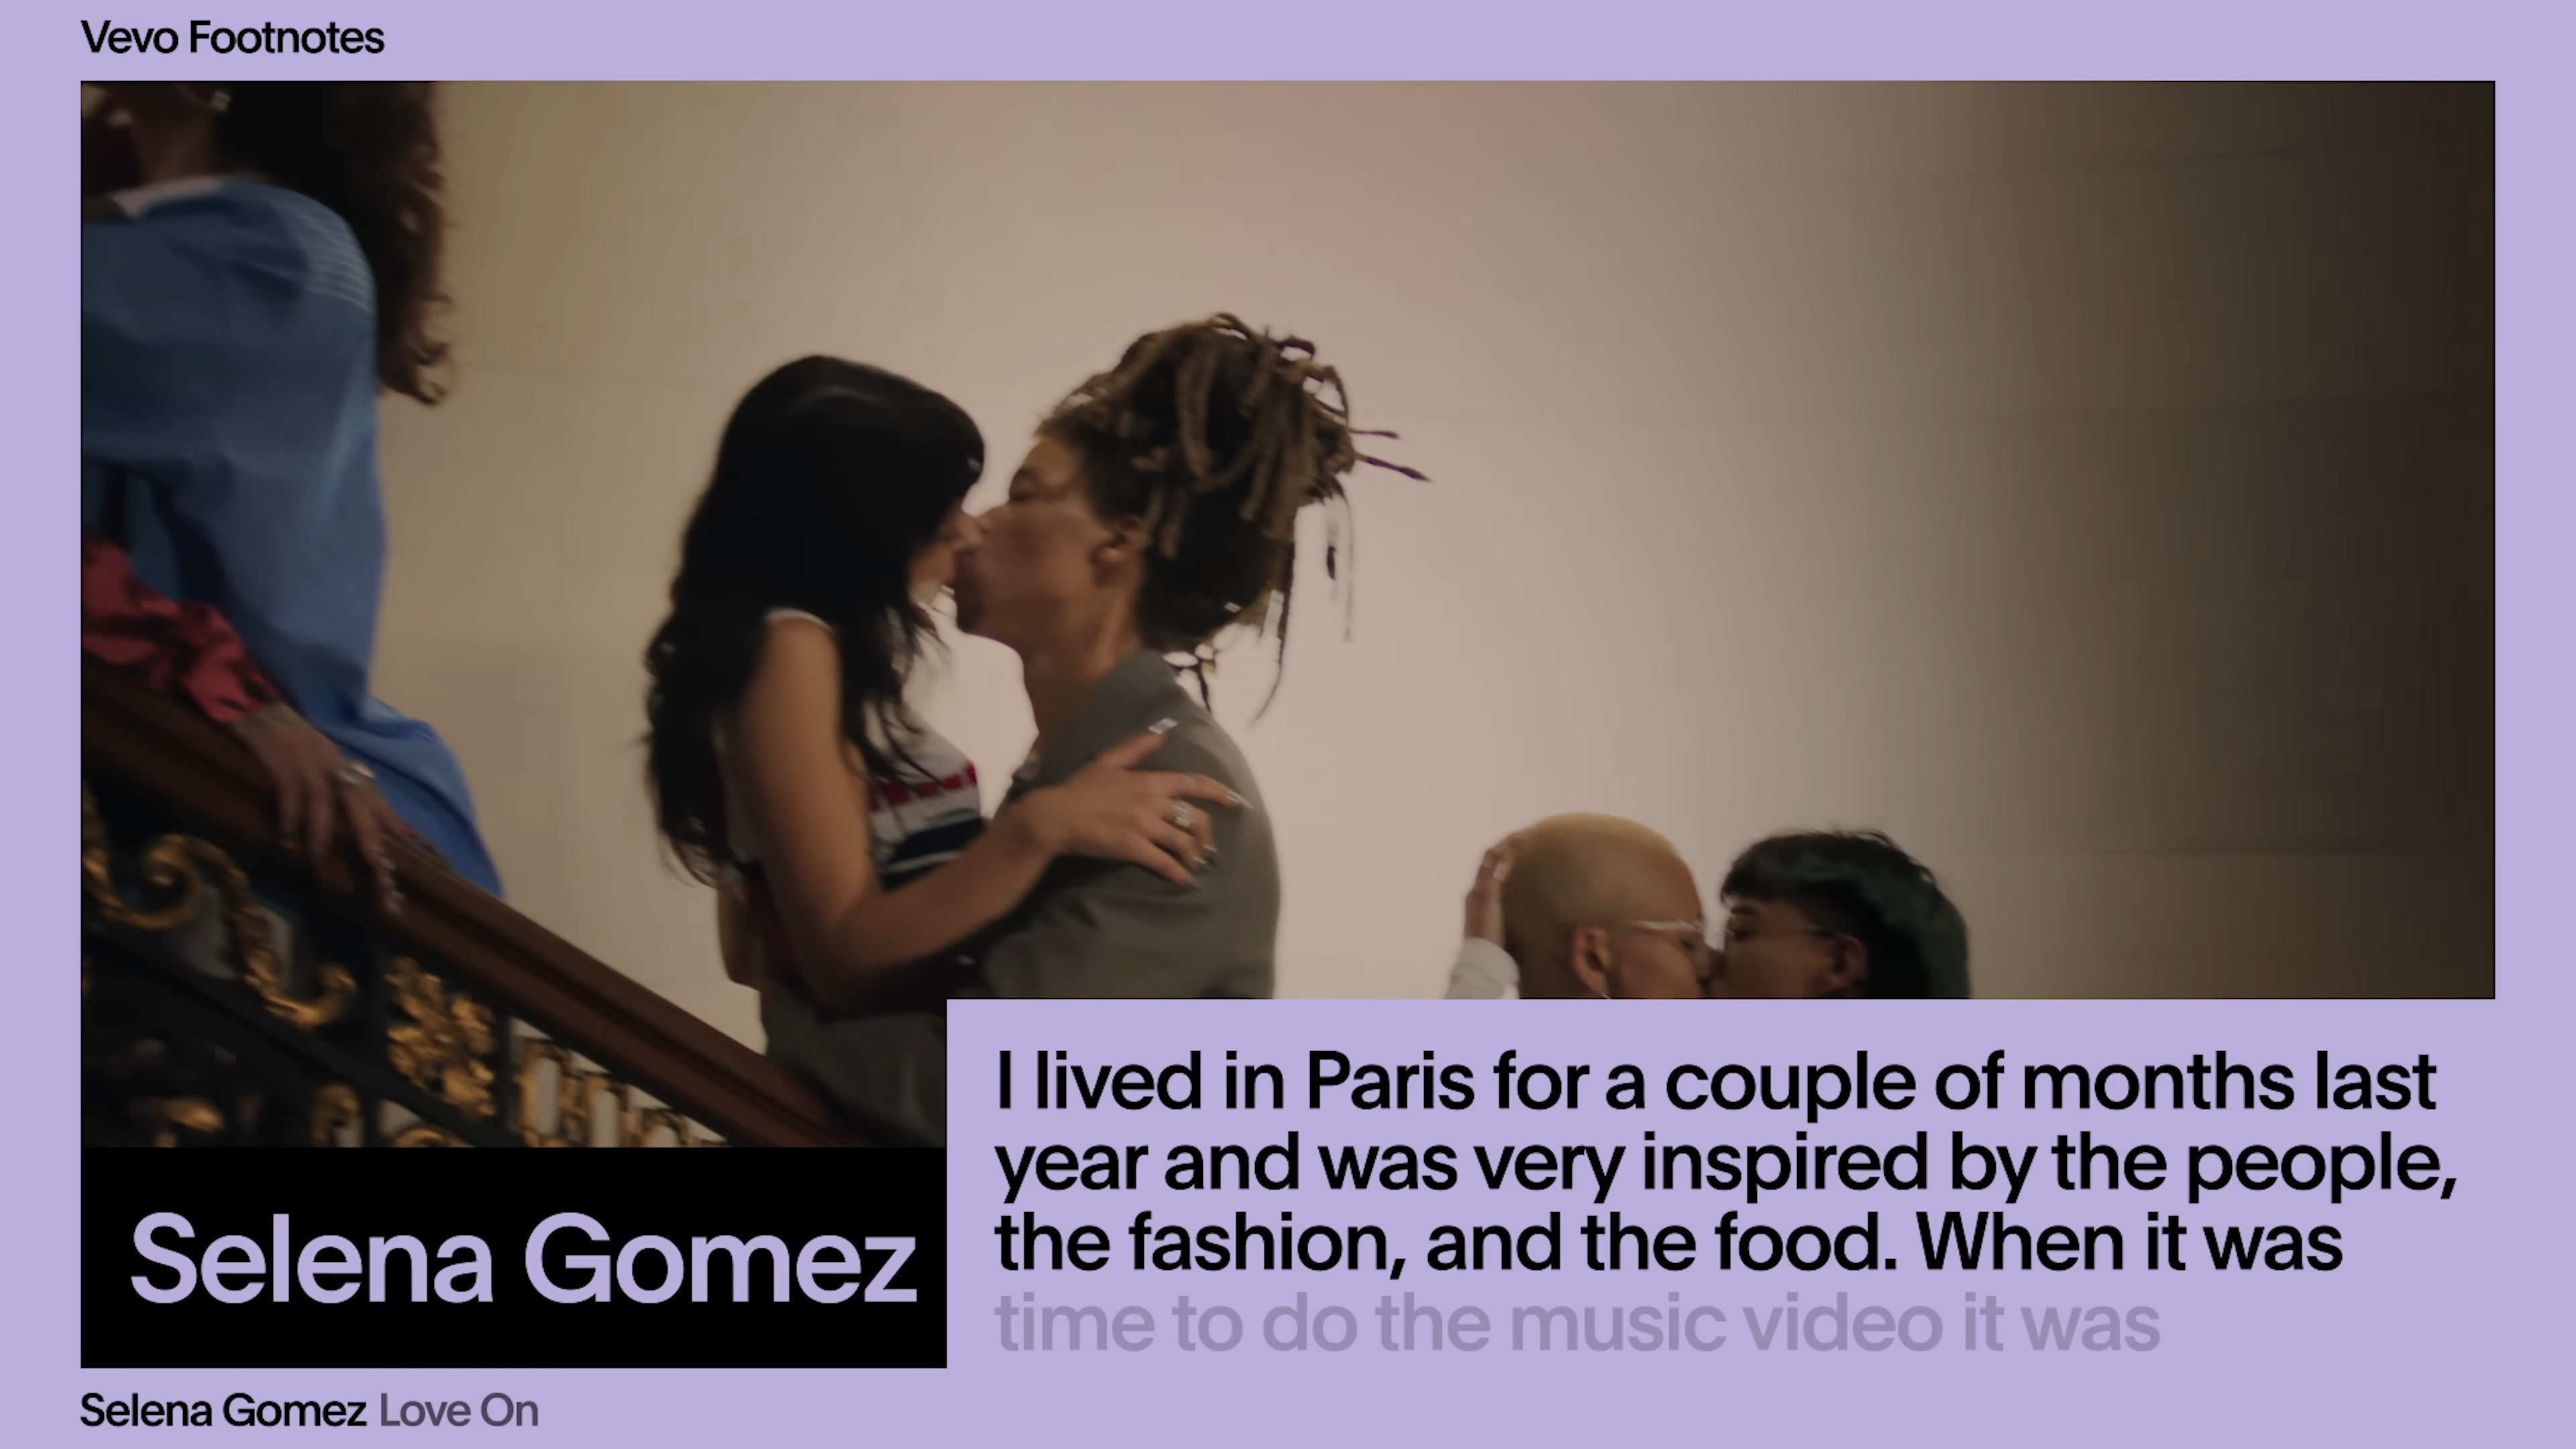 Vevo Footnotes
Selena Gomez
I lived in Paris for a couple of months last
year and was very inspired by the people,
the fashion, and the food. When it was
time to do the music video it was
Selena Gomez Love On